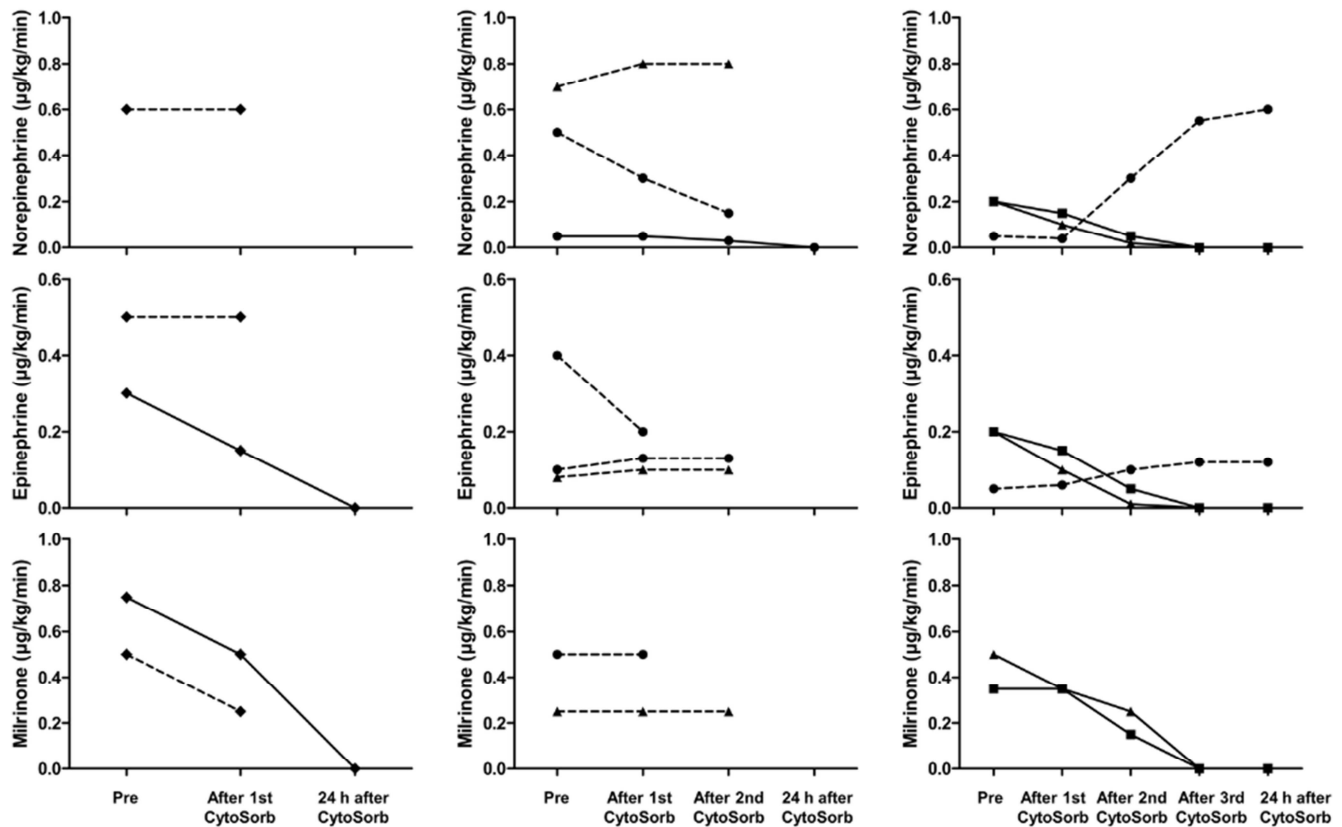 Norepinephrine (µg/kg/min)
1.0
0.8
0.6
0.4
0.2
0.0
Norepinephrine (µg/kg/min)
1.0
0.8
0.6
0.4
0.2
0.0
Norepinephrine (µg/kg/min)
1.0
0.8
0.6
0.4
0.2
0.0
Epinephrine (µg/kg/min)
0.6
0.4
0.2
0.0
Epinephrine (µg/kg/min)
0.6
0.4
0.2
0.0
Epinephrine (µg/kg/min)
0.6
0.4
0.2
0.0
Milrinone (µg/kg/min)
1.0
0.8
0.6
0.4
0.2
0.0
Pre
After 1st
CytoSorb
24 h after
CytoSorb
Milrinone (µg/kg/min)
1.0
0.8
0.6
0.4
0.2
0.0
Pre
After 1st
CytoSorb
After 2nd
CytoSorb
24 h after
CytoSorb
Milrinone (µg/kg/min)
1.0
0.8
0.6
0.4
0.2
0.0
Pre
After 1st
CytoSorb
After 2nd
CytoSorb
After 3rd
CytoSorb
24 h after
CytoSorb